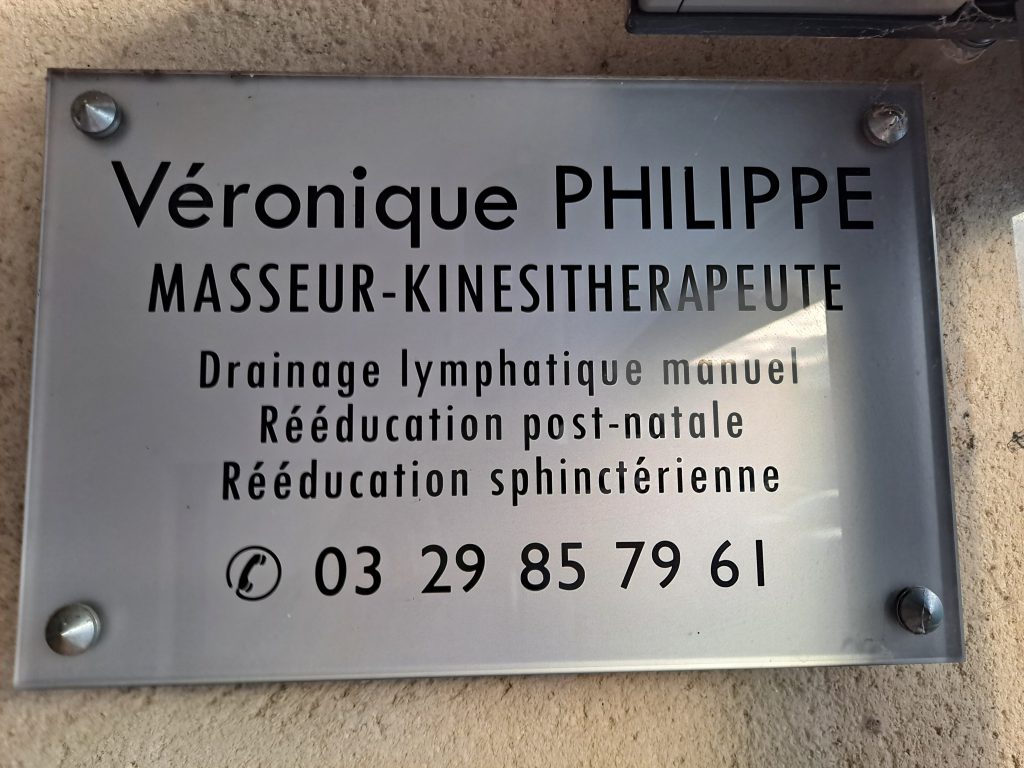 Véronique PHILIPPE
MASSEUR-KINESITHERAPEUTE
Drainage lymphatique manuel
Rééducation post-natale
Rééducation sphinctérienne
✆ 03 29 85 79 61